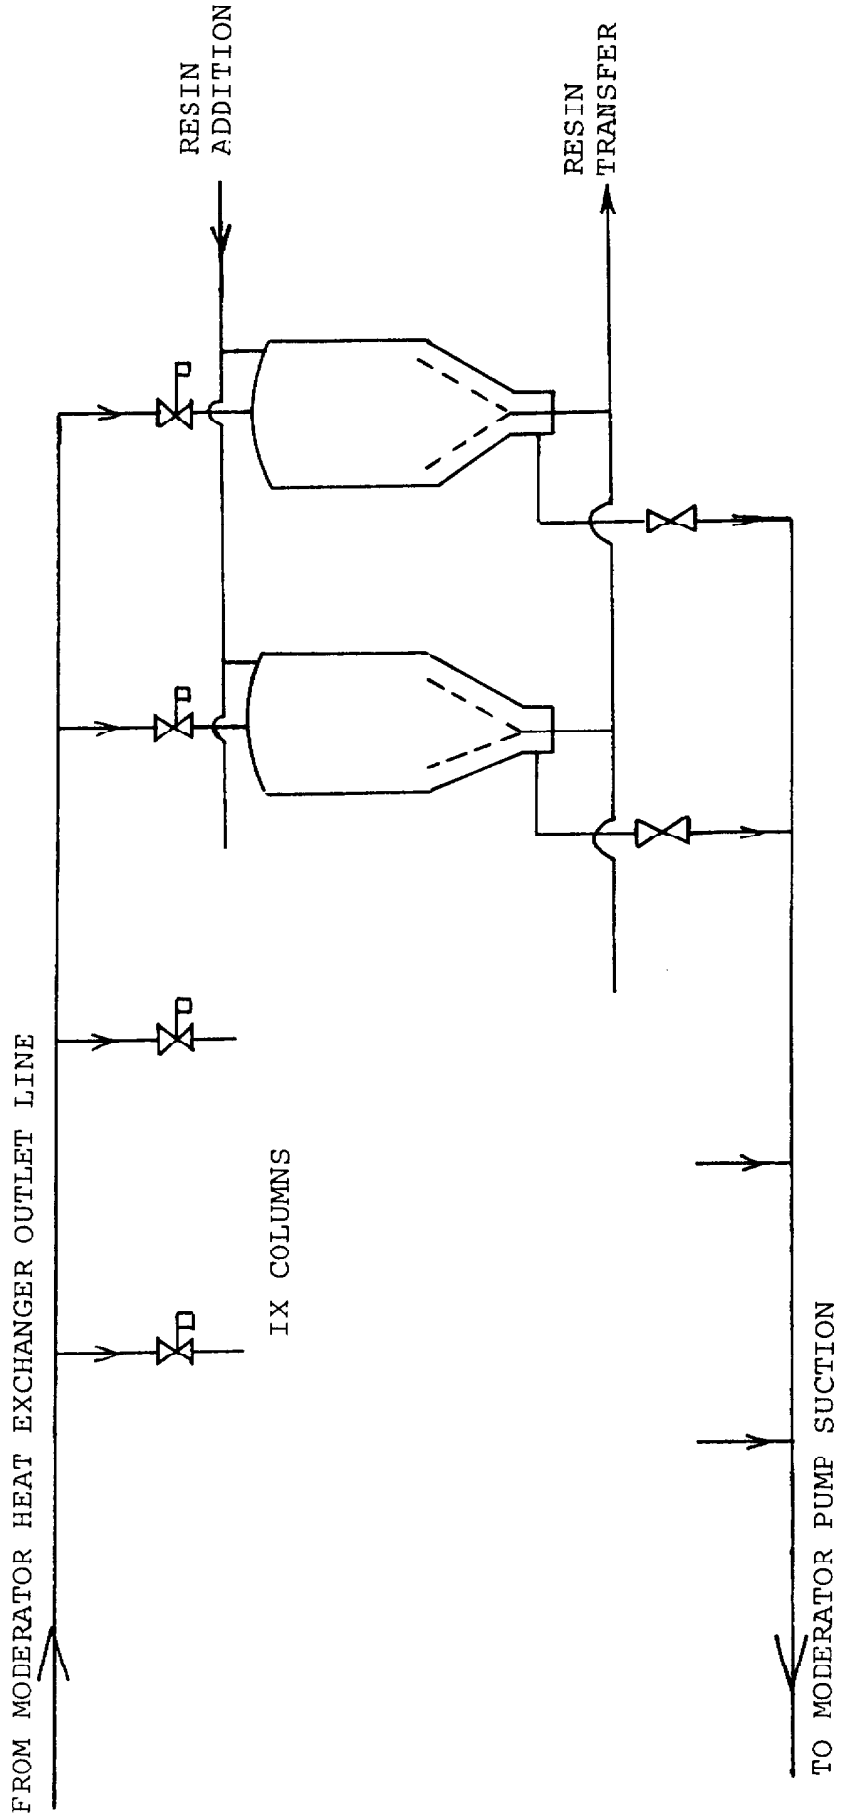 FROM MODERATOR HEAT EXCHANGER OUTLET LINE
RESIN
ADDITION
IX COLUMNS
RESIN
TRANSFER
TO MODERATOR PUMP SUCTION